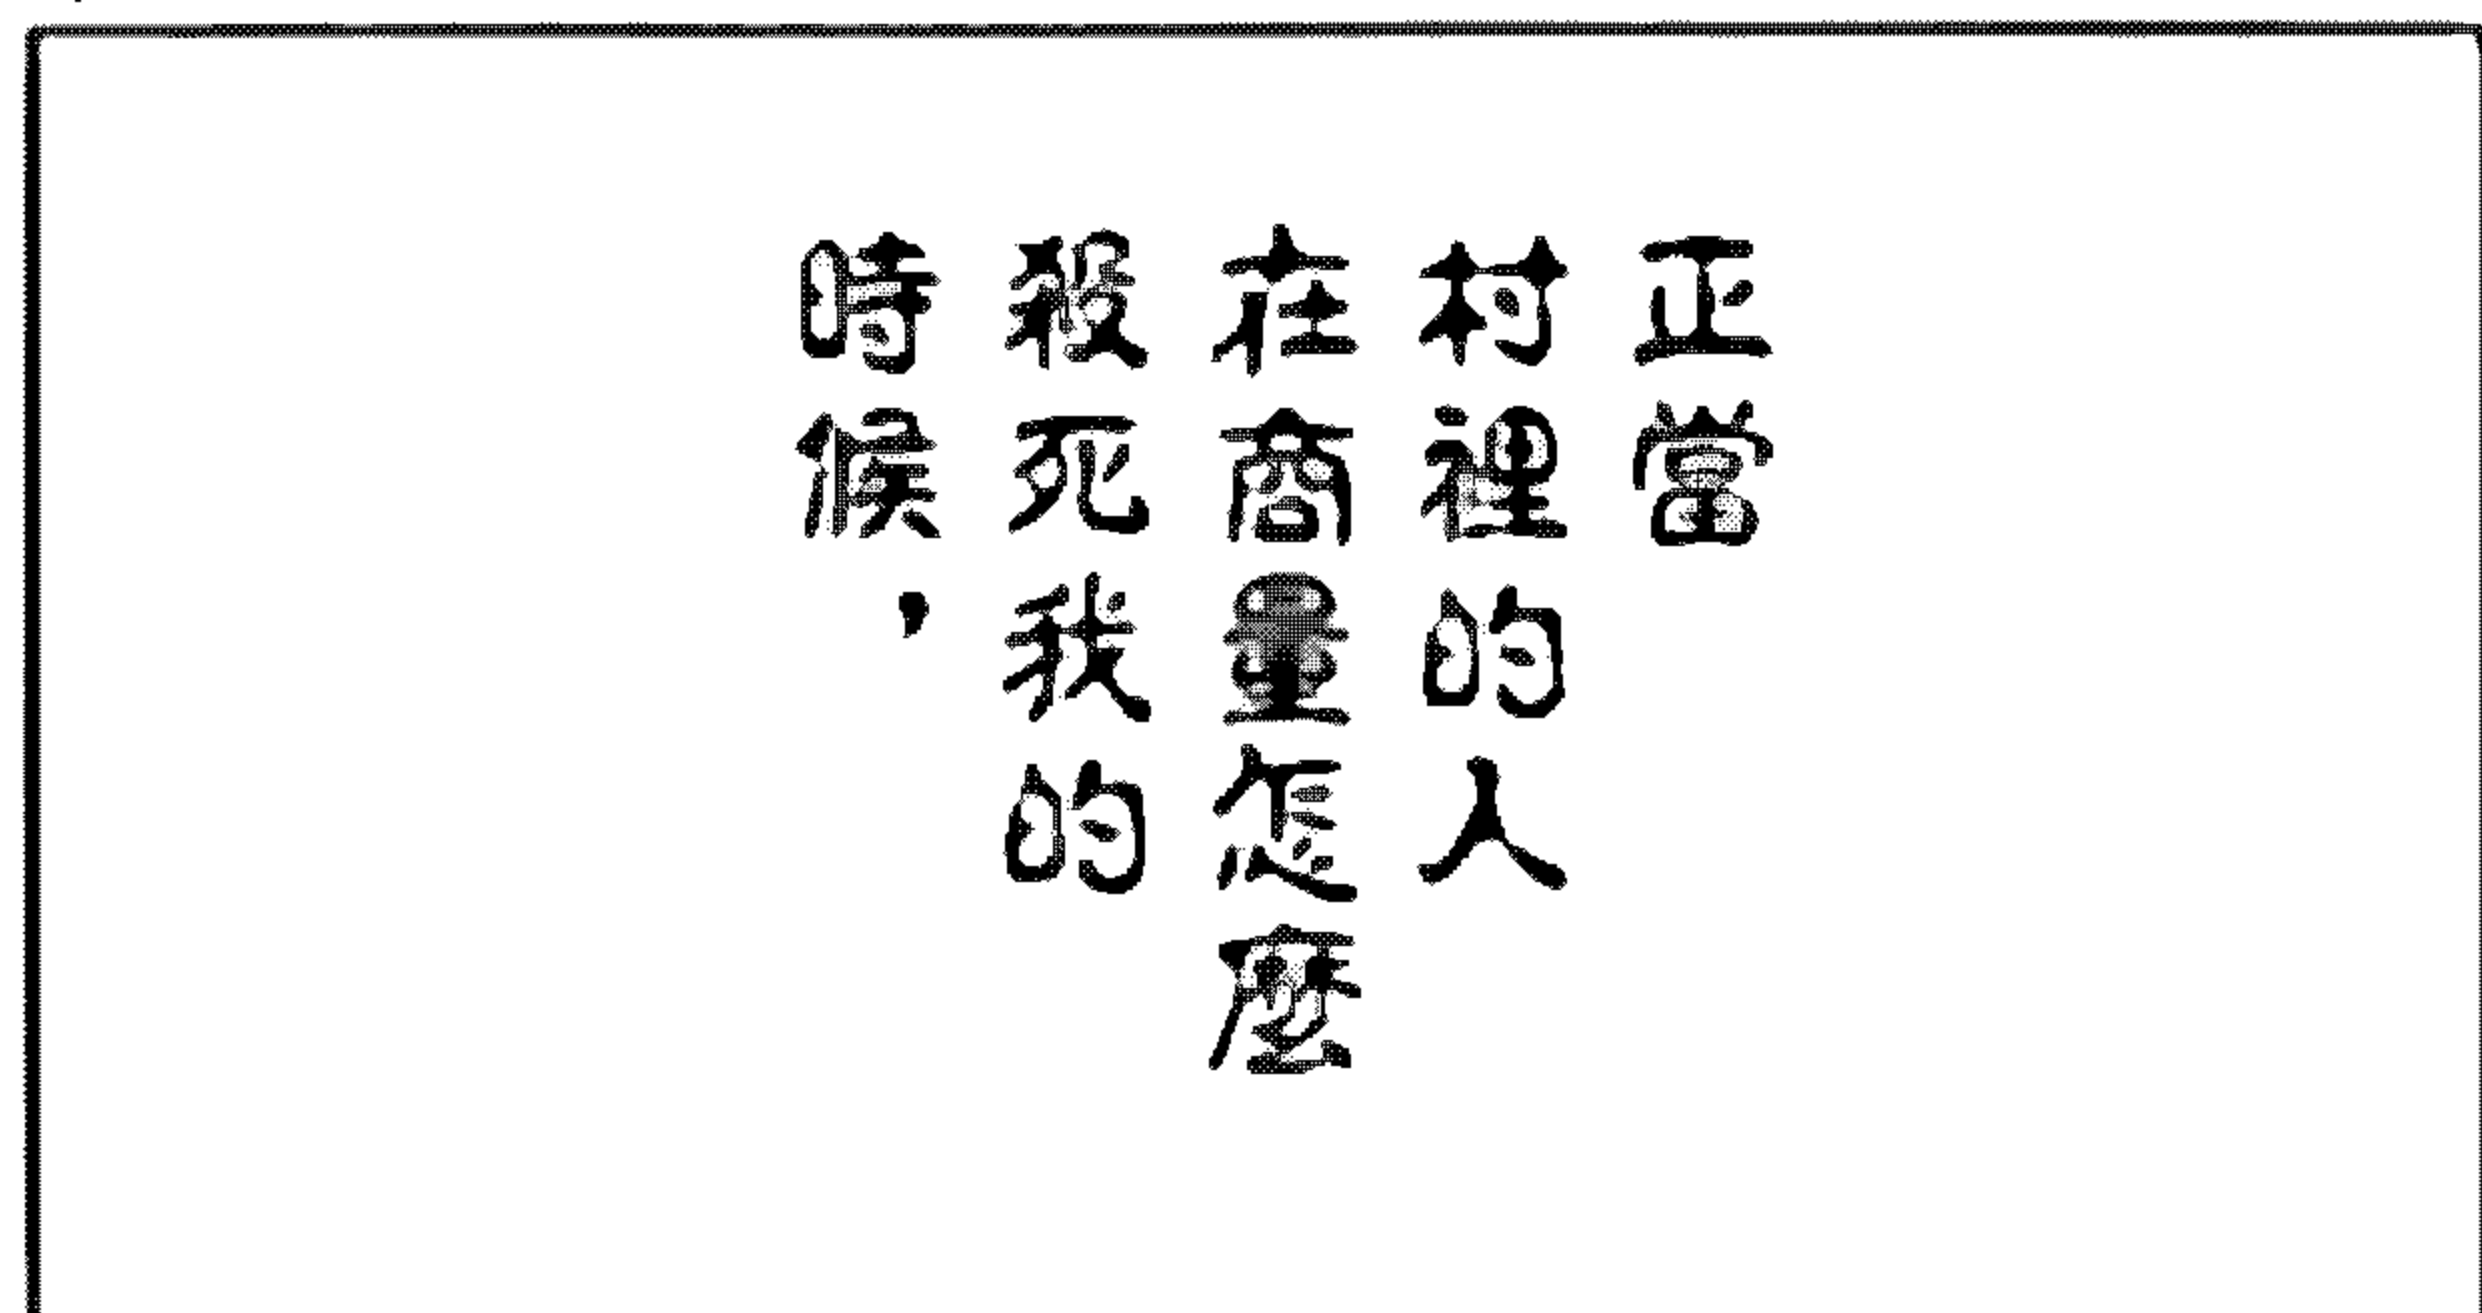 正當
村裡的人
在商量怎麼
殺死我的
時候，